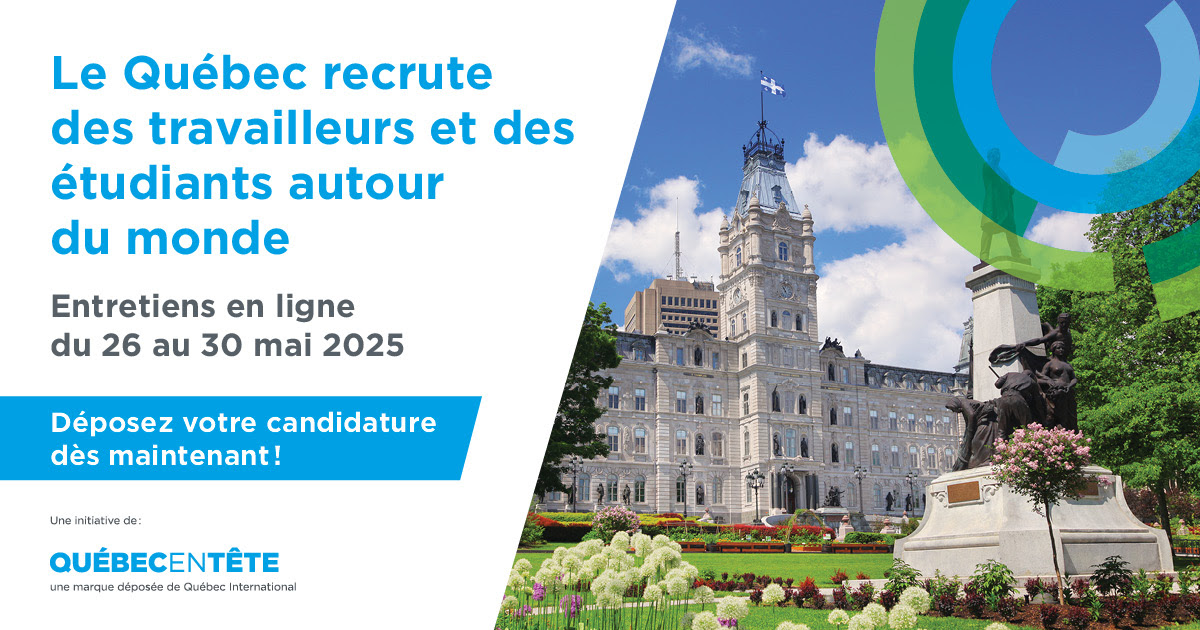 Le Québec recrute
des travailleurs et des
étudiants autour
du monde
Entretiens en ligne
du 26 au 30 mai 2025
Déposez votre candidature
dès maintenant !
Une initiative de :
QUÉBECENTÊTE
une marque déposée de Québec International